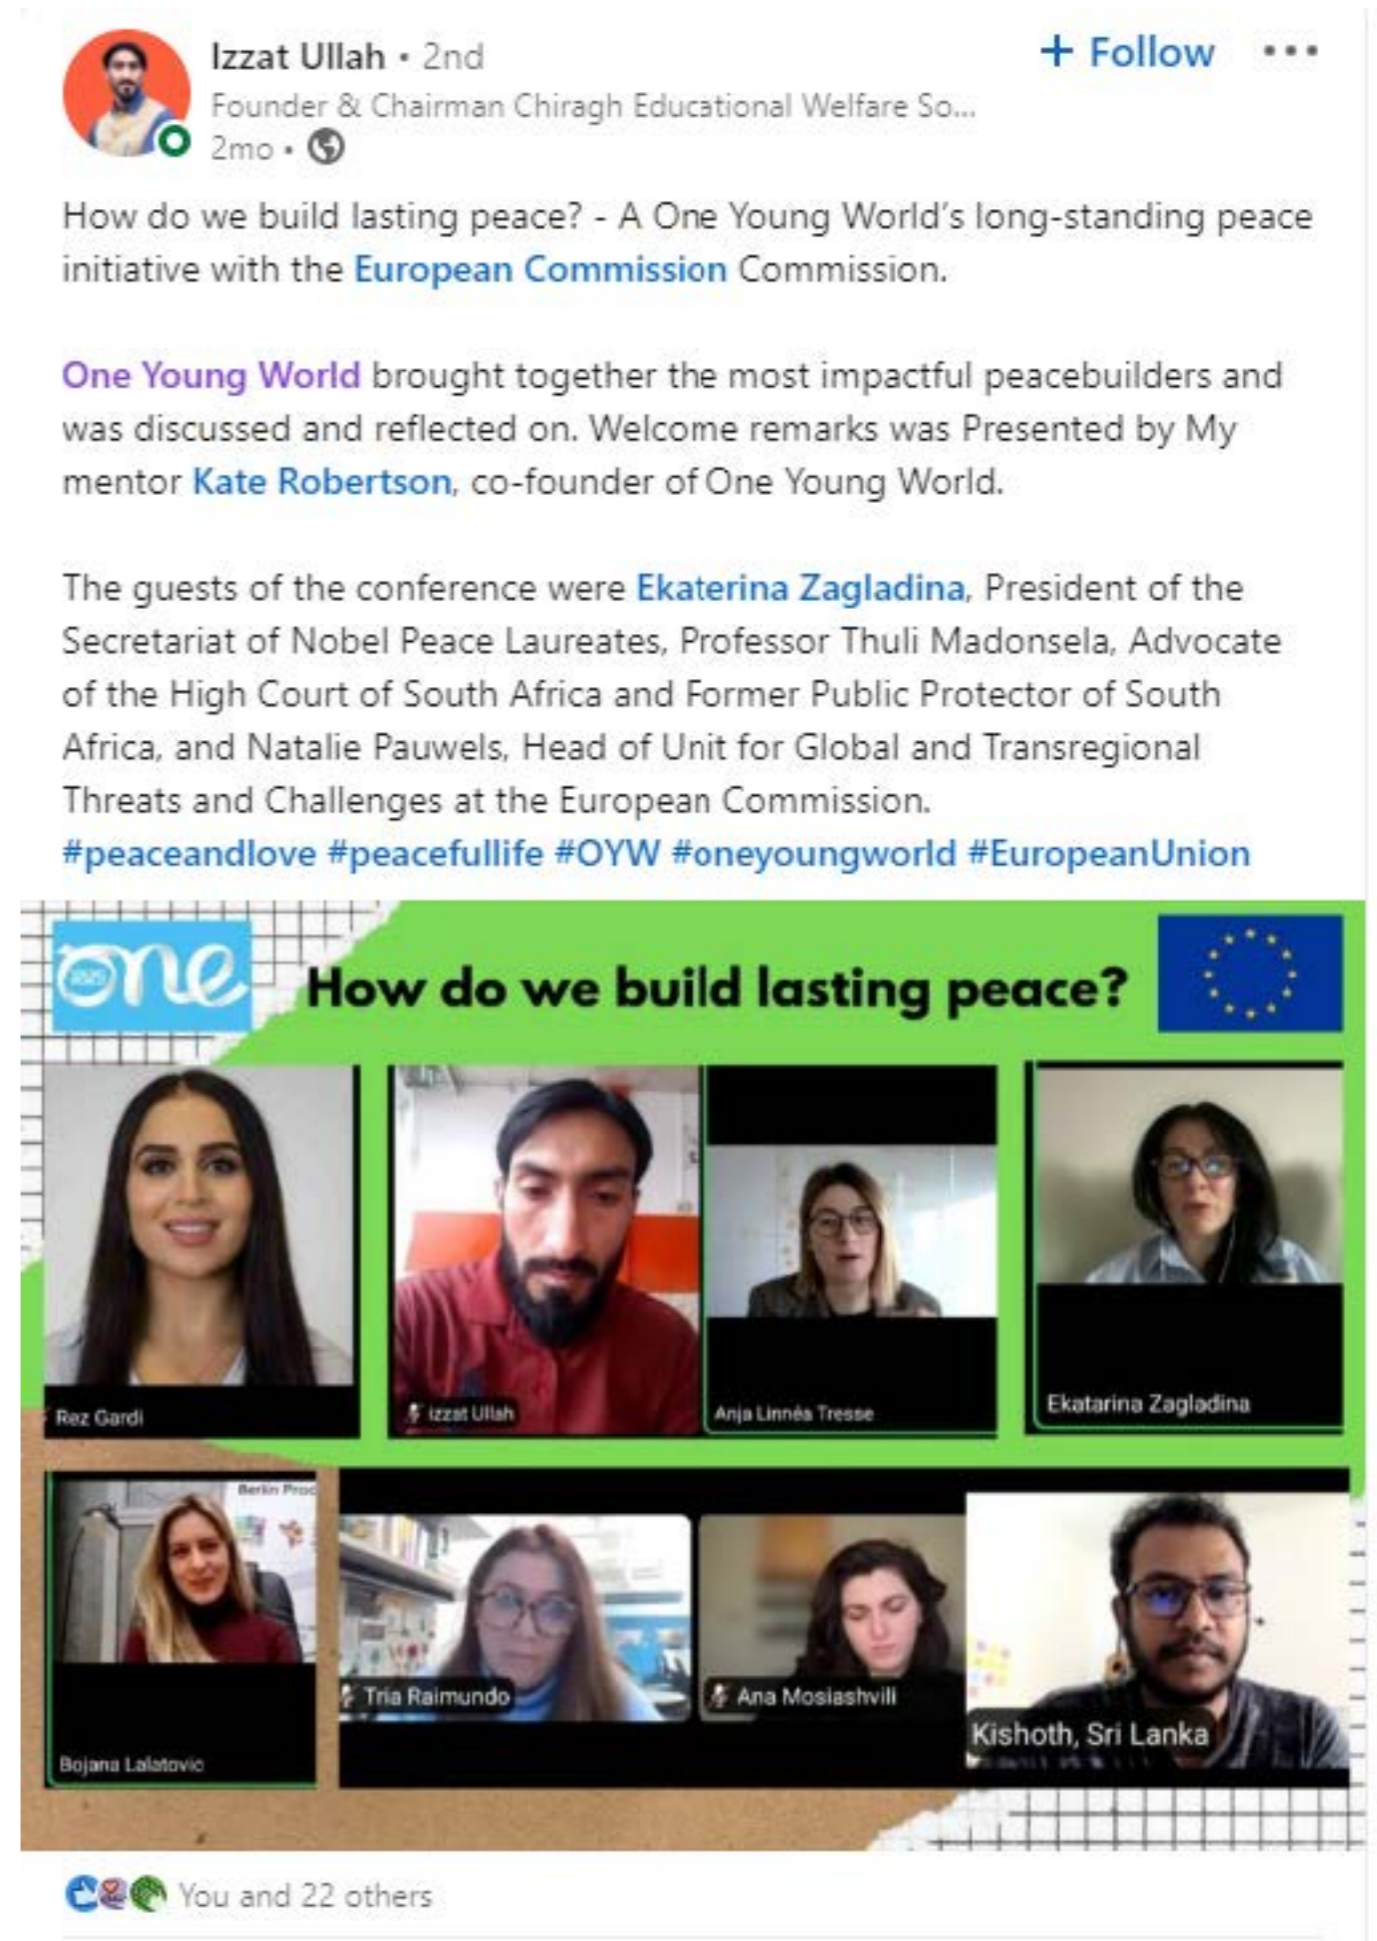 Izzat Ullah • 2nd
+ Follow
Founder & Chairman Chiragh Educational Welfare So...
2mo •
How do we build lasting peace? - A One Young World's long-standing peace
initiative with the European Commission Commission.
One Young World brought together the most impactful peacebuilders and
was discussed and reflected on. Welcome remarks was Presented by My
mentor Kate Robertson, co-founder of One Young World.
The guests of the conference were Ekaterina Zagladina, President of the
Secretariat of Nobel Peace Laureates, Professor Thuli Madonsela, Advocate
of the High Court of South Africa and Former Public Protector of South
Africa, and Natalie Pauwels, Head of Unit for Global and Transregional
Threats and Challenges at the European Commission.
#peaceandlove #peacefullife #OYW #oneyoungworld #EuropeanUnion
one
How do we build lasting peace?
Rez Gardi
Izzat Ullah
Anja Linnéa Tresse
Ekatarina Zagladina
Berlin Proc
Bojana Lalatovic
Tria Raimundo
Ana Mosiashvili
Kishoth, Sri Lanka
You and 22 others